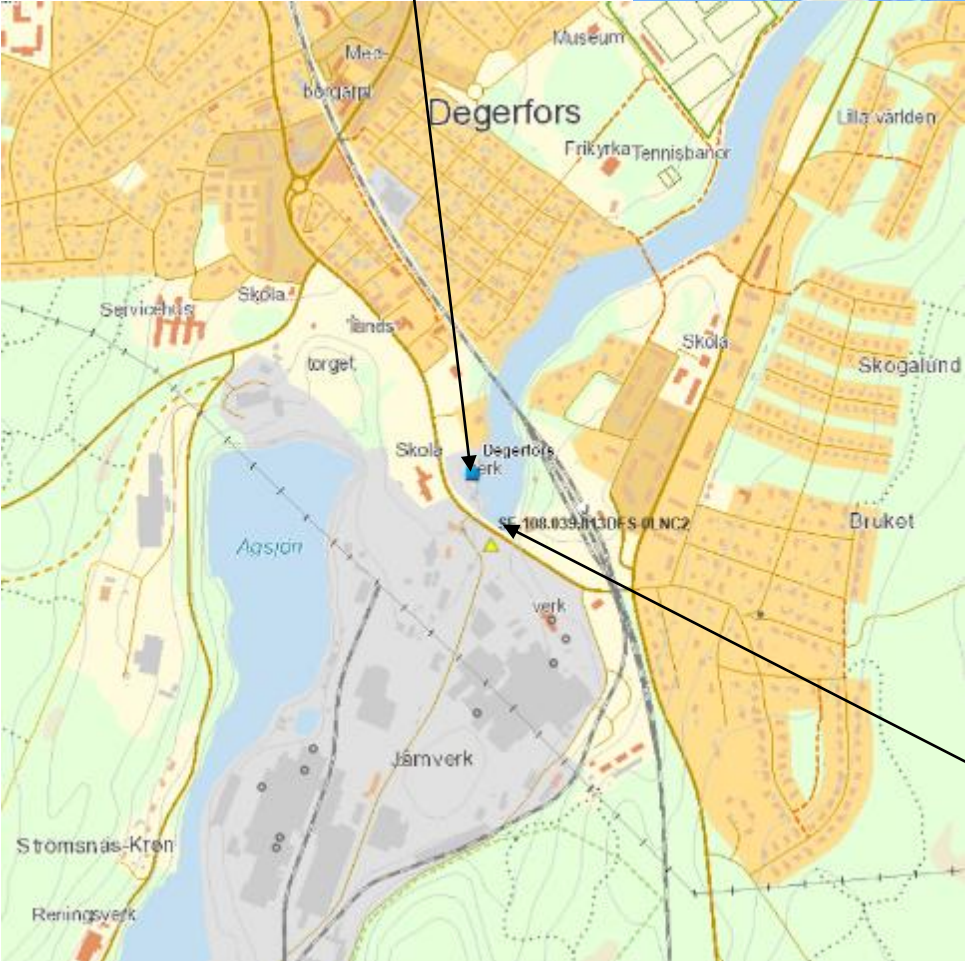 Museum
Med-
borgarpl.
Degerfors
Lilla världen
Frikyrka
Tennisbanor
Servicehus
Skola
lands
torget
Skola
Skogalund
Skola
Degerfors
verk
Bruket
Agsjön
verk
Järnverk
Strömsnäs-Kron
Reningsverk